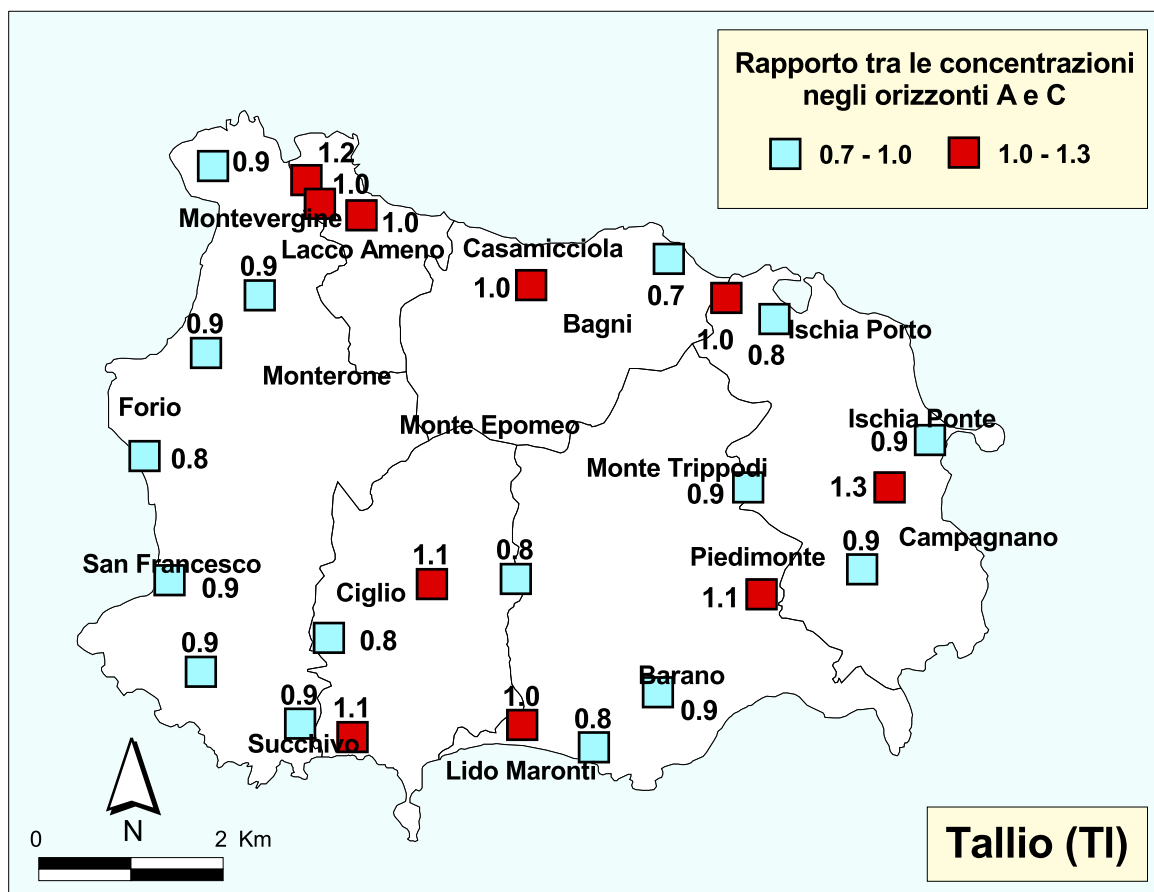 Rapporto tra le concentrazioni
negli orizzonti A e C
0.7 - 1.0
1.0 - 1.3
0.9
1.2
1.0
Montevergine
1.0
Lacco Ameno
Casamicciola
0.9
1.0
0.7
Bagni
1.0
0.8
Ischia Porto
0.9
Monterone
Forio
Monte Epomeo
Ischia Ponte
0.9
0.8
Monte Trippodi
0.9
1.3
Campagnano
0.9
San Francesco
0.9
1.1
Ciglio
0.8
Piedimonte
1.1
0.8
0.9
Barano
0.9
0.9
1.1
1.0
0.8
Succhivo
Lido Maronti
N
0
2 Km
Tallio (Tl)